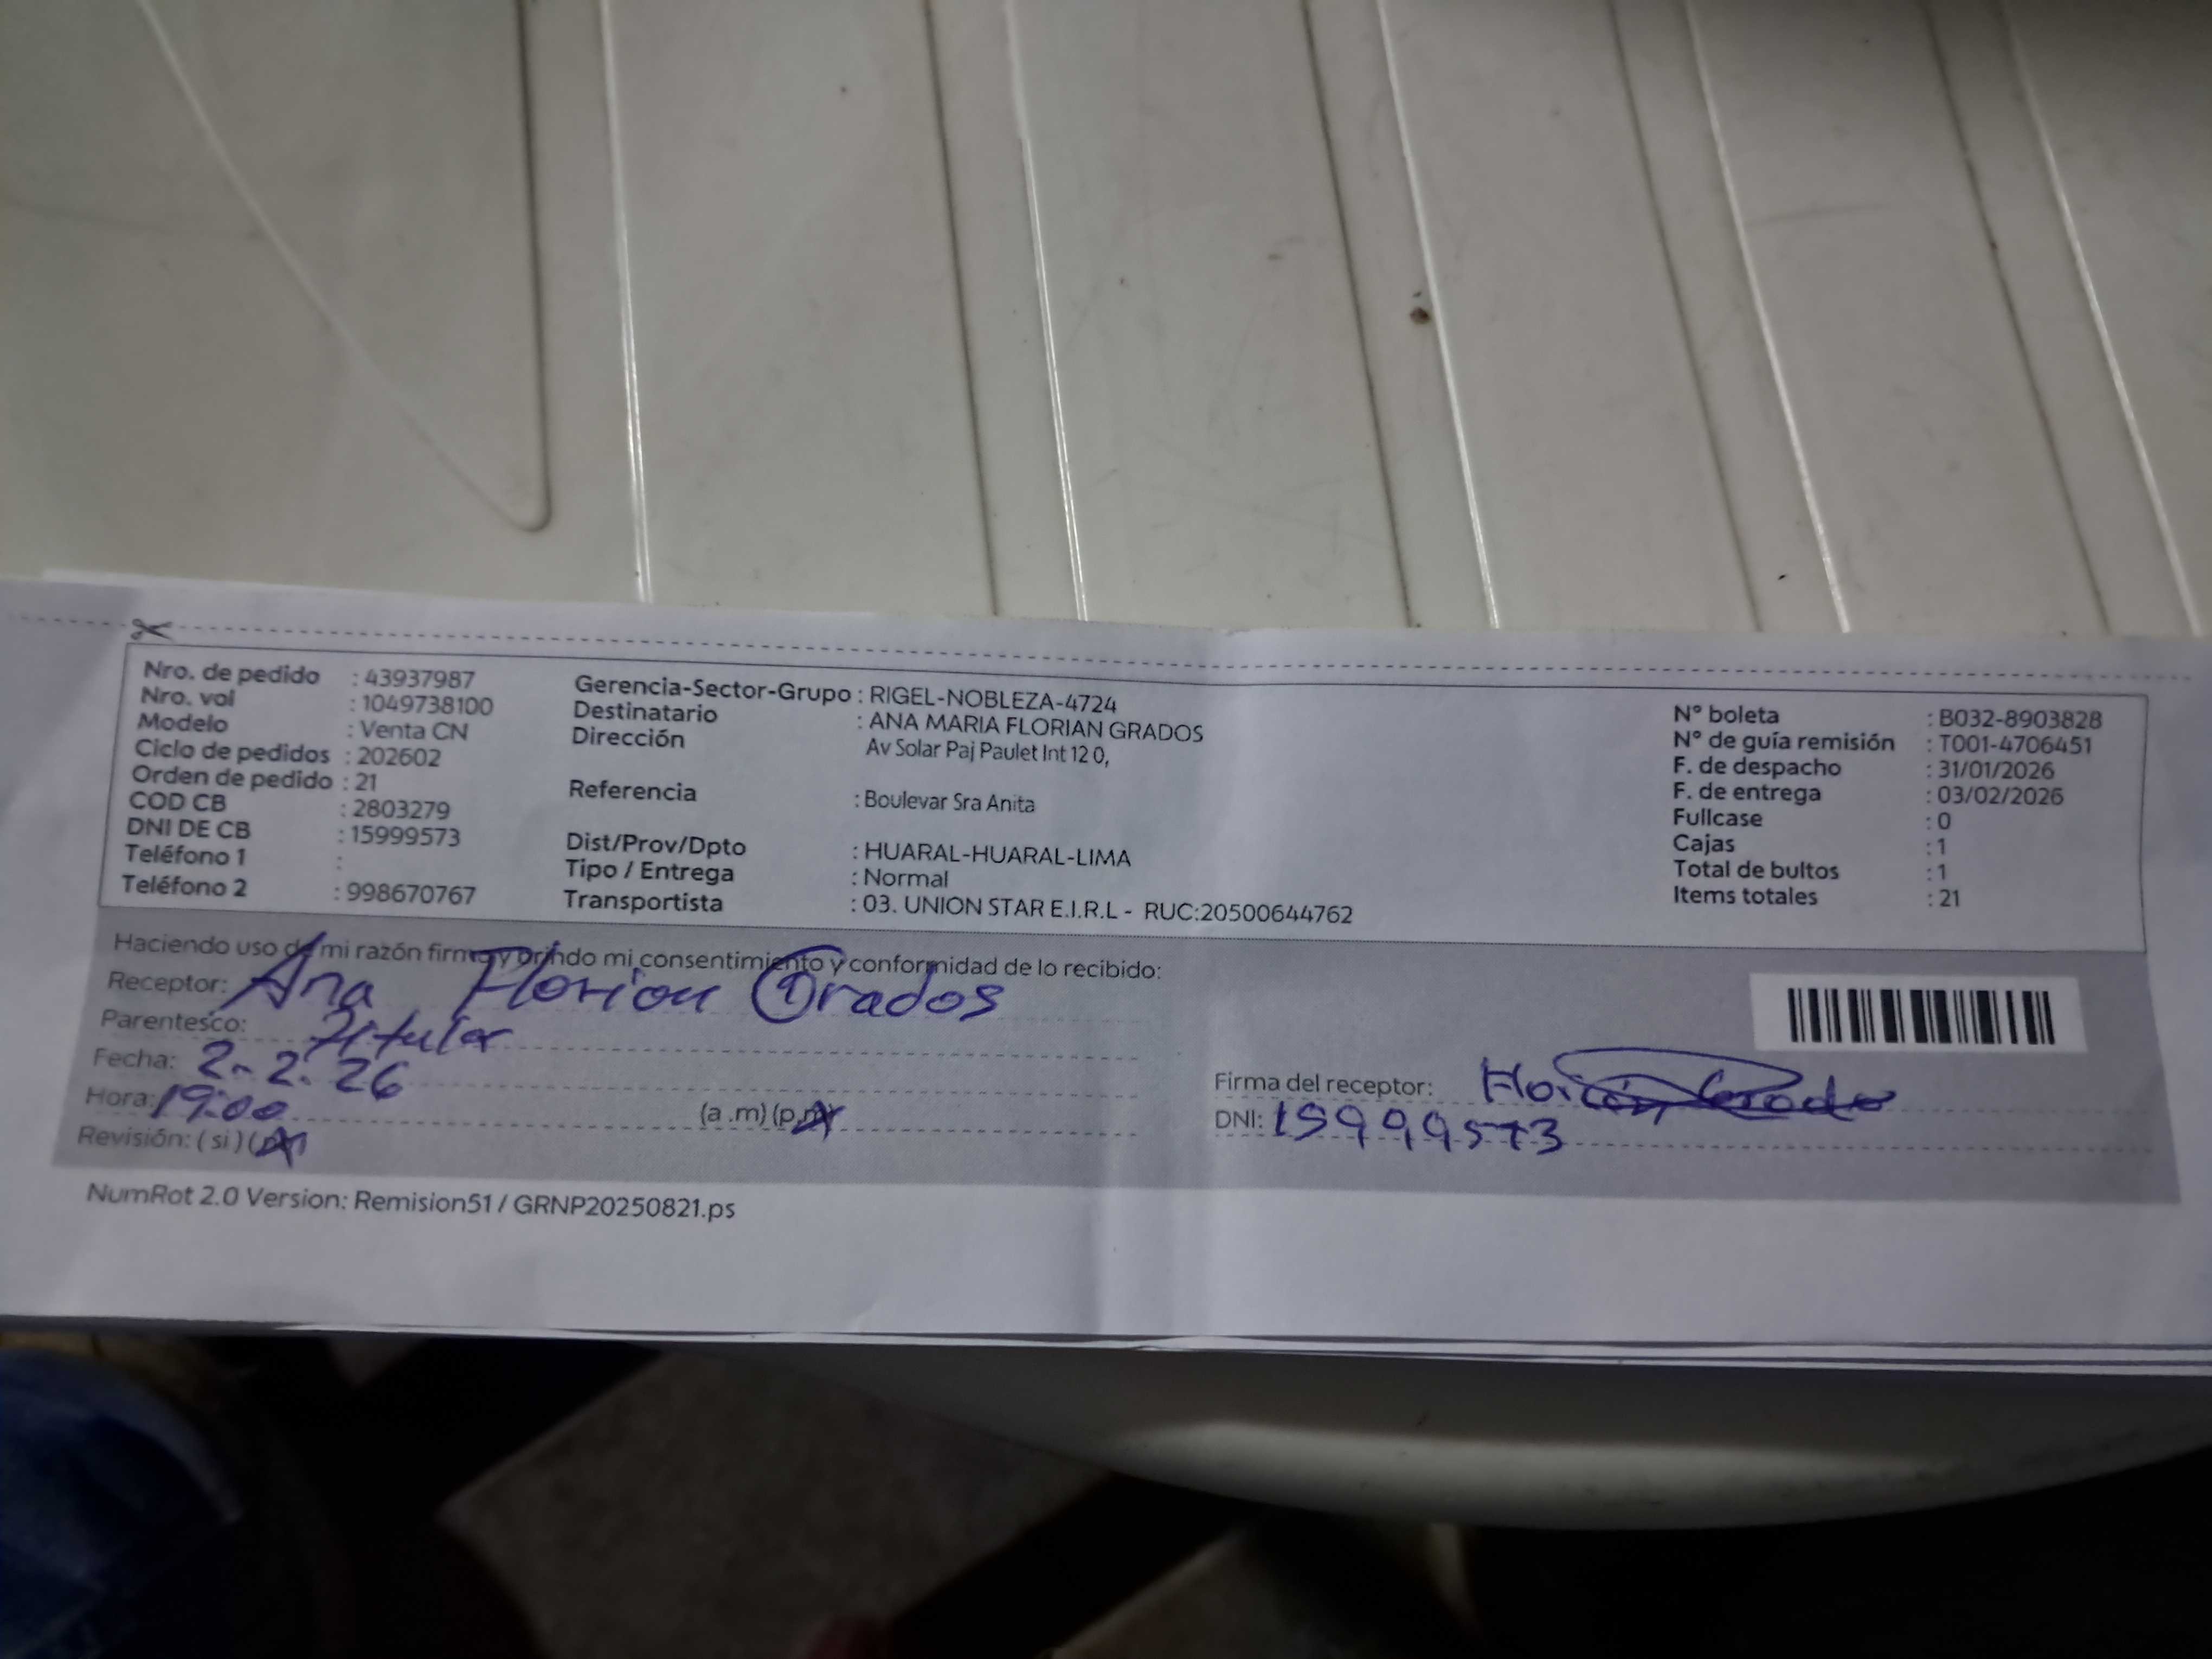 Nro. de pedido : 43937987
Nro. vol : 1049738100
Modelo : Venta CN
Ciclo de pedidos : 202602
Orden de pedido : 21
COD CB : 2803279
DNI DE CB : 15999573
Teléfono 1 :
Teléfono 2 : 998670767
Gerencia-Sector-Grupo : RIGEL-NOBLEZA-4724
Destinatario : ANA MARIA FLORIAN GRADOS
Dirección Av Solar Paj Paulet Int 12 0,
Referencia : Boulevar Sra Anita
Dist/Prov/Dpto : HUARAL-HUARAL-LIMA
Tipo / Entrega : Normal
Transportista : 03. UNION STAR E.I.R.L - RUC:20500644762
N° boleta : B032-8903828
N° de guía remisión : T001-4706451
F. de despacho : 31/01/2026
F. de entrega : 03/02/2026
Fullcase : 0
Cajas : 1
Total de bultos : 1
Items totales : 21
Haciendo uso de mi razón firmo y brindo mi consentimiento y conformidad de lo recibido:
Receptor: Ana Florian Grados
Parentesco: Titular
Fecha: 2-2.26
Hora: 19:00 (a .m) (p.m)
Revisión: ( si ) (no)
Firma del receptor: Florian Grados
DNI: 15999573
NumRot 2.0 Version: Remision51 / GRNP20250821.ps